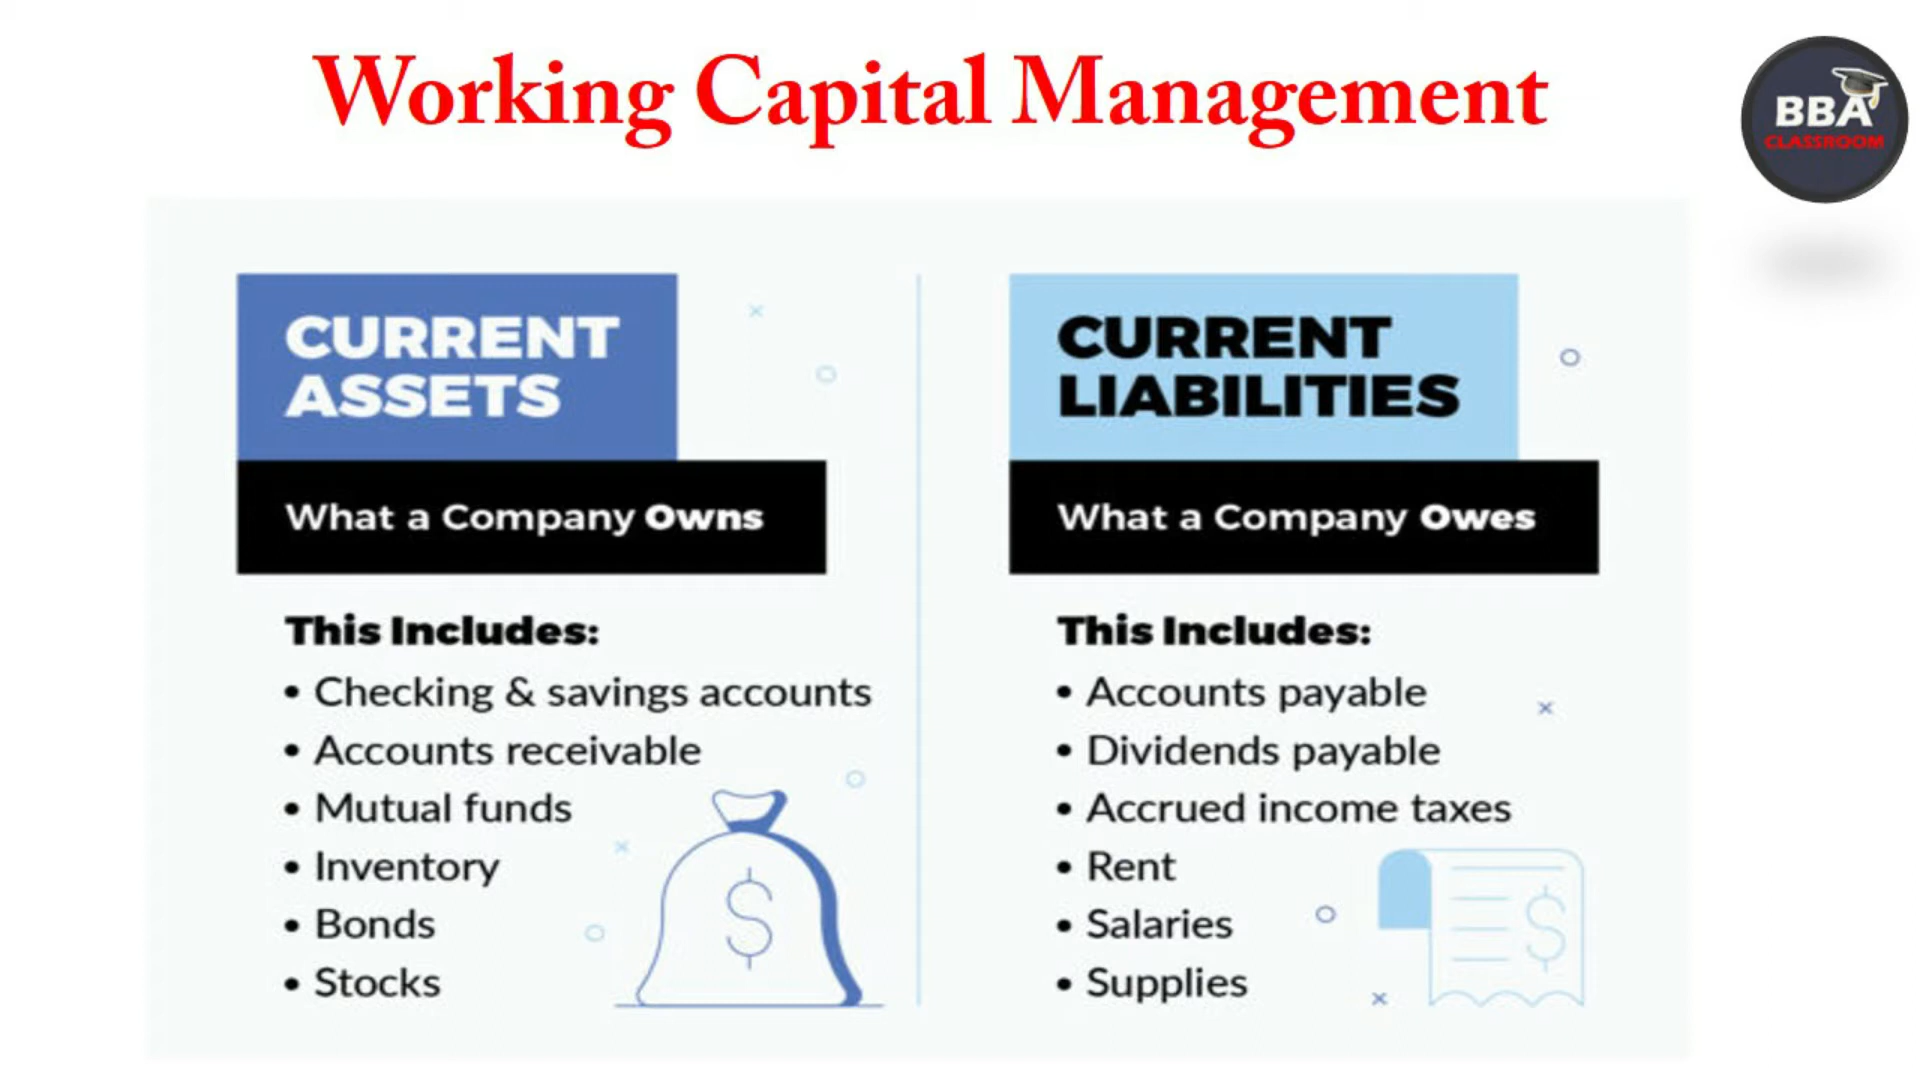 Working Capital Management
BBA
CLASSROOM
CURRENT
ASSETS
What a Company Owns
This Includes:
• Checking & savings accounts
• Accounts receivable
• Mutual funds
• Inventory
• Bonds
• Stocks
$
CURRENT
LIABILITIES
What a Company Owes
This Includes:
• Accounts payable
• Dividends payable
• Accrued income taxes
• Rent
• Salaries
• Supplies
$